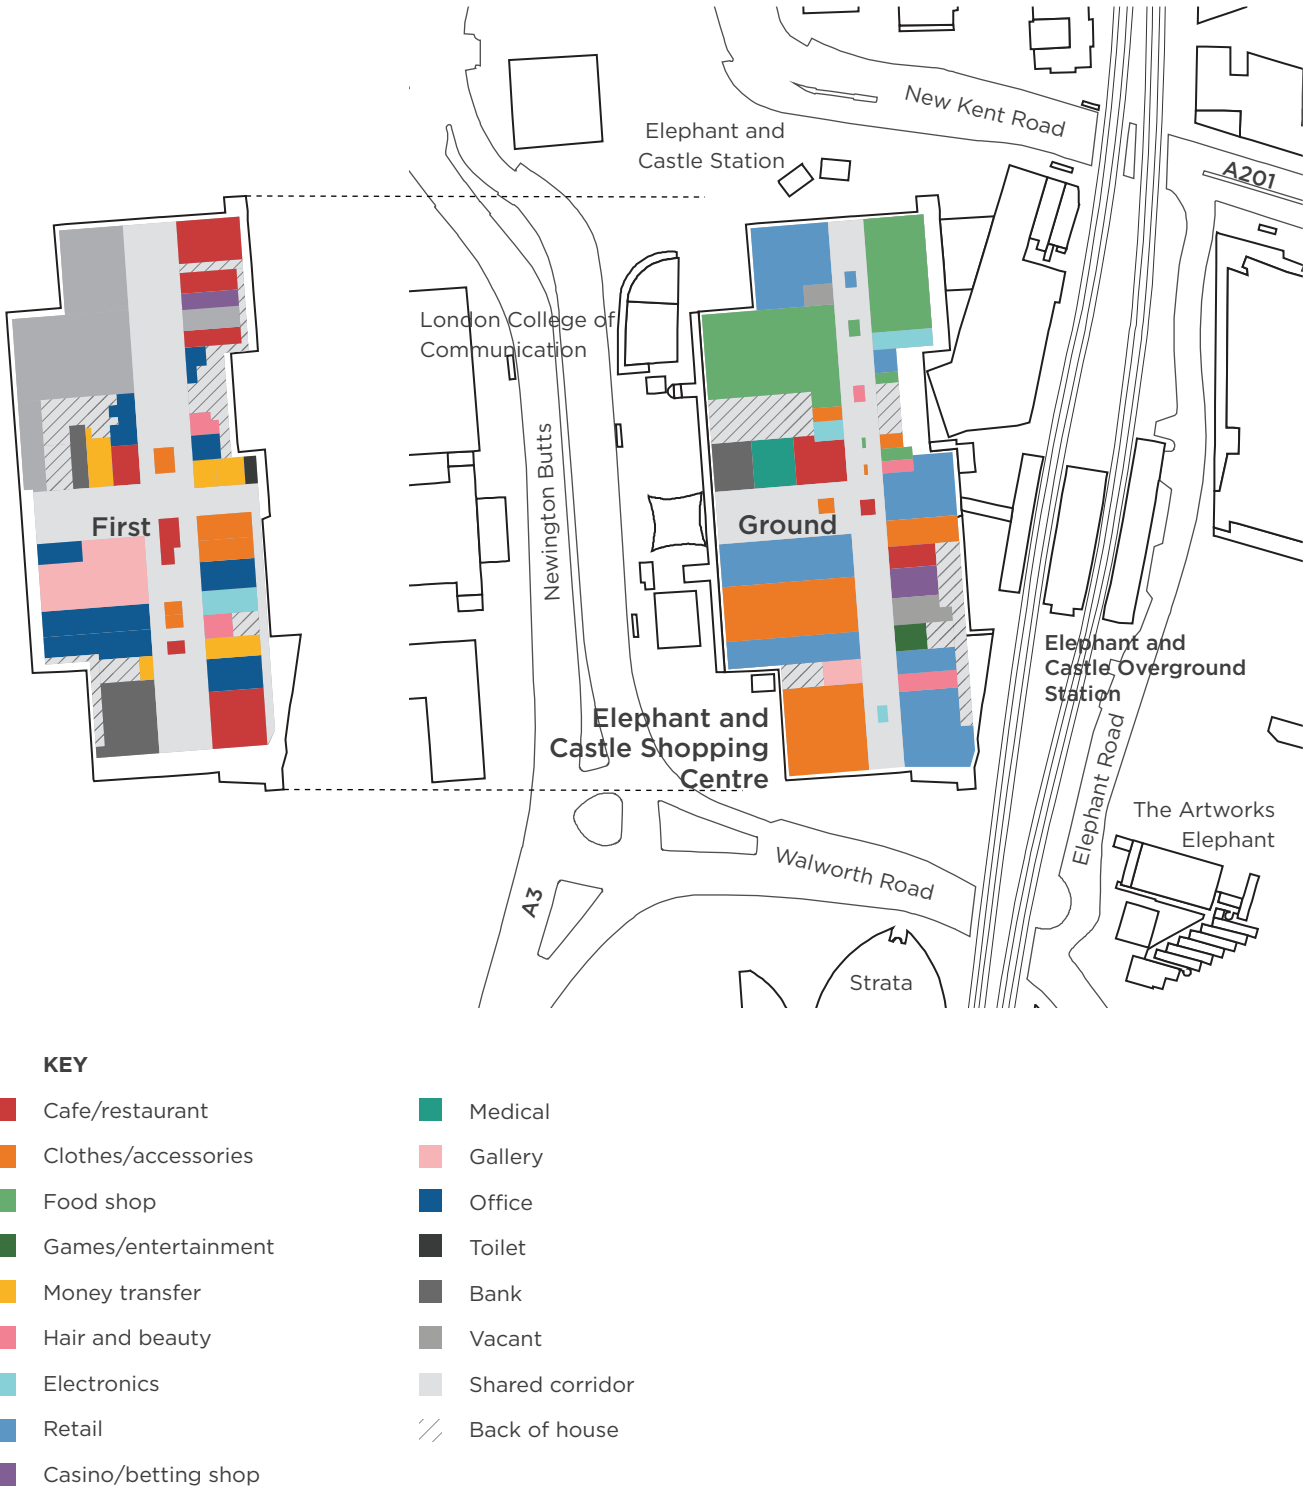 New Kent Road
Elephant and
Castle Station
A201
London College of
Communication
Newington Butts
First
Ground
Elephant and
Castle Overground
Station
Elephant and
Castle Shopping
Centre
Elephant Road
The Artworks
Elephant
Walworth Road
A3
Strata
KEY
Cafe/restaurant
Clothes/accessories
Food shop
Games/entertainment
Money transfer
Hair and beauty
Electronics
Retail
Casino/betting shop
Medical
Gallery
Office
Toilet
Bank
Vacant
Shared corridor
Back of house